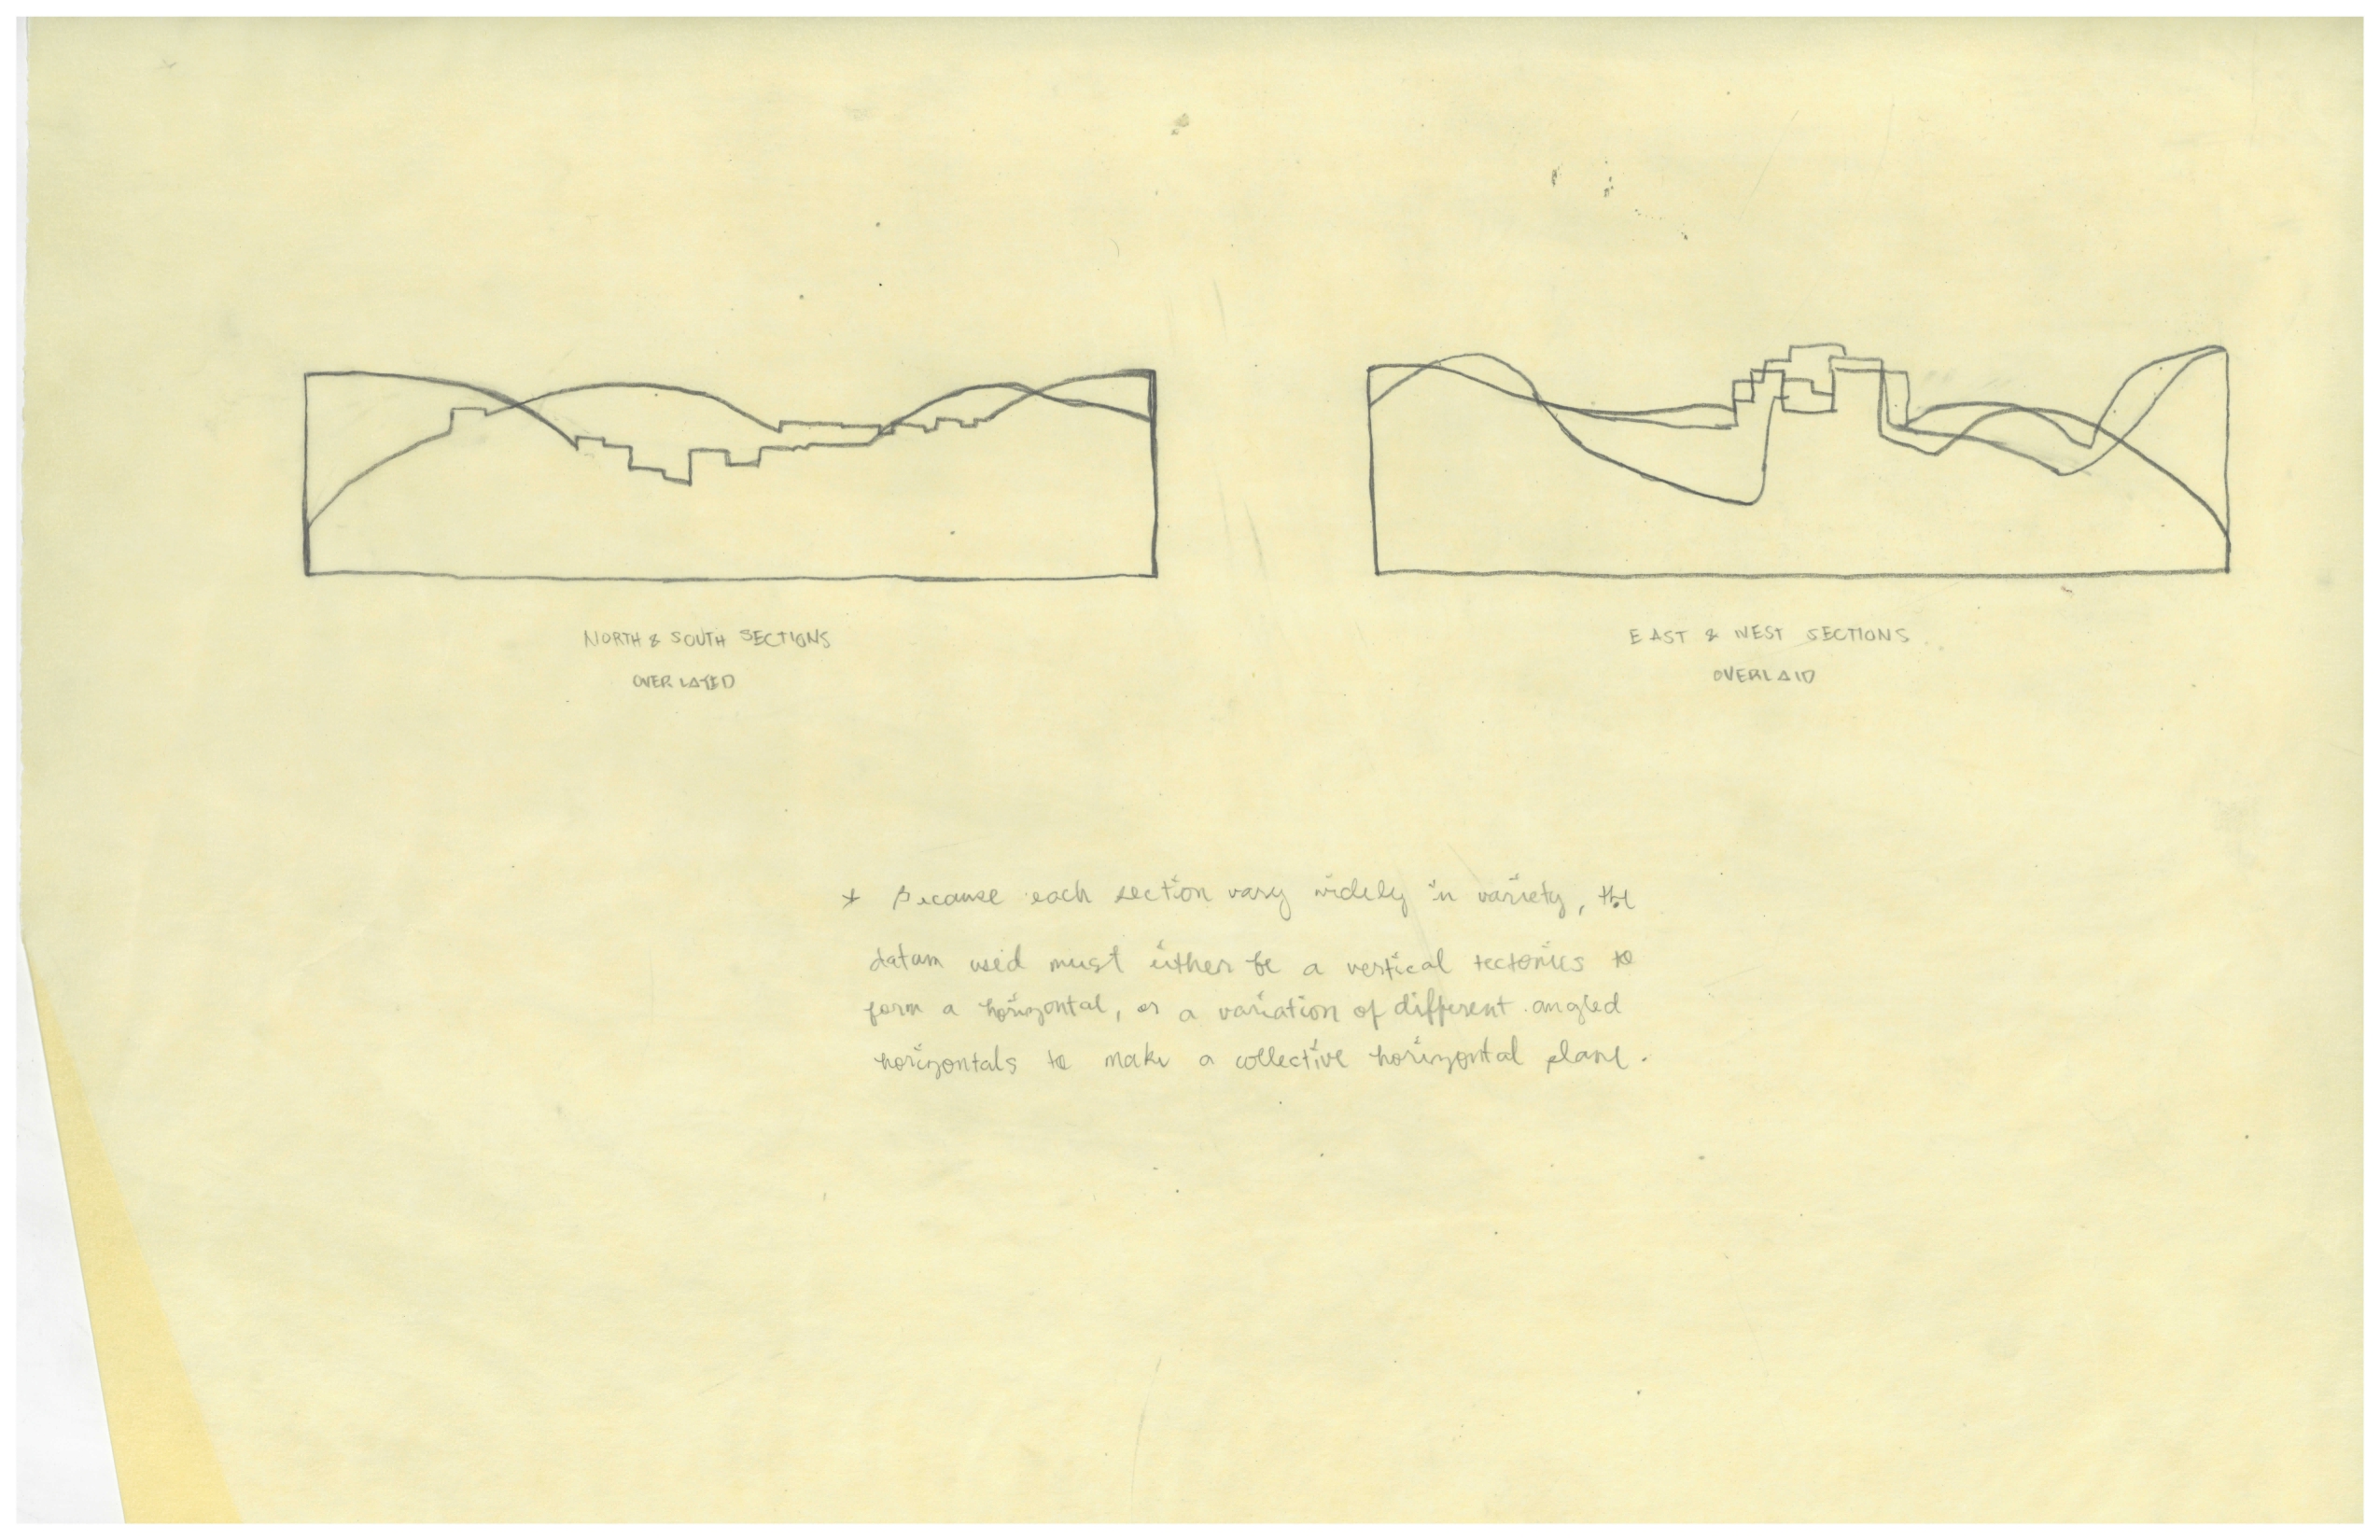 NORTH & SOUTH SECTIONS
OVERLAYED
EAST & WEST SECTIONS
OVERLAID
* Because each section vary widely in variety, the
datum used must either be a vertical tectonics to
form a horizontal, or a variation of different angled
horizontals to make a collective horizontal plane.